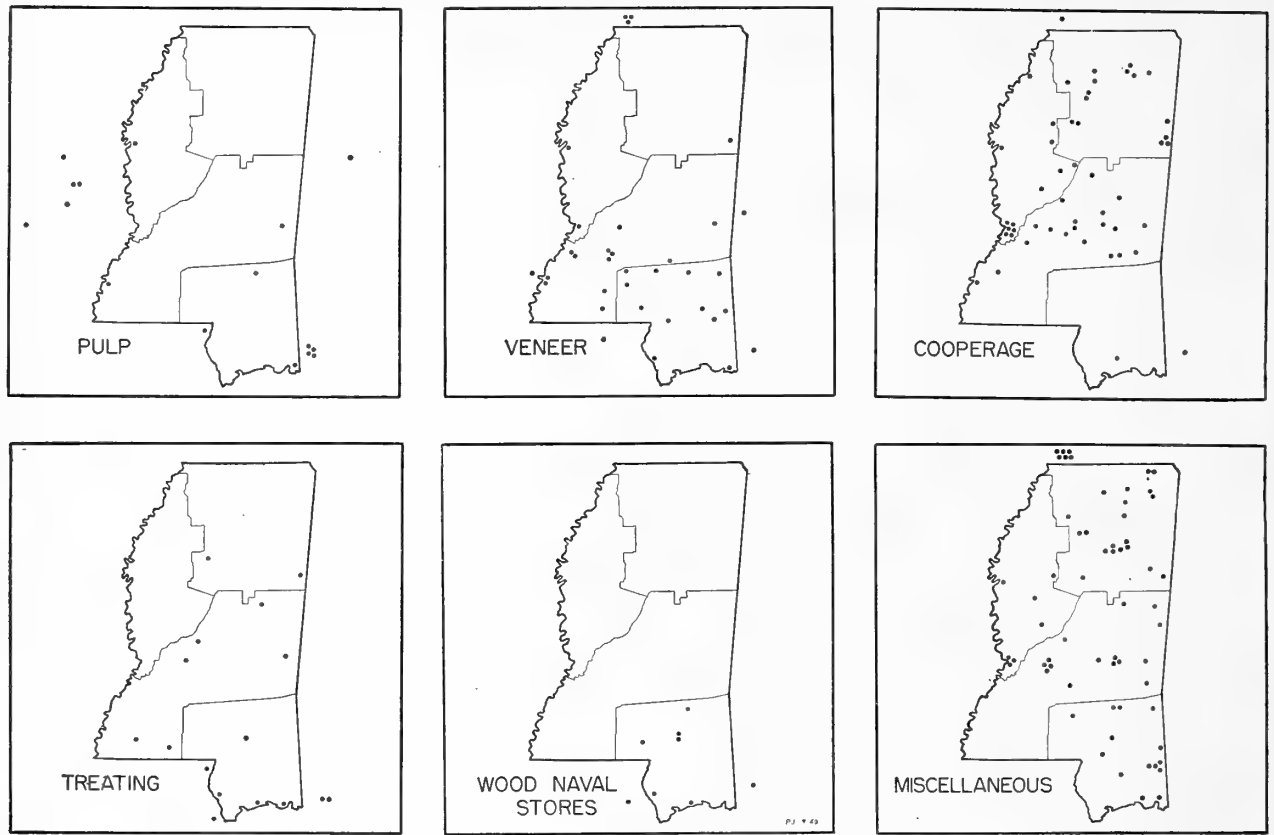 PULP
VENEER
COOPERAGE
TREATING
WOOD NAVAL
STORES
MISCELLANEOUS